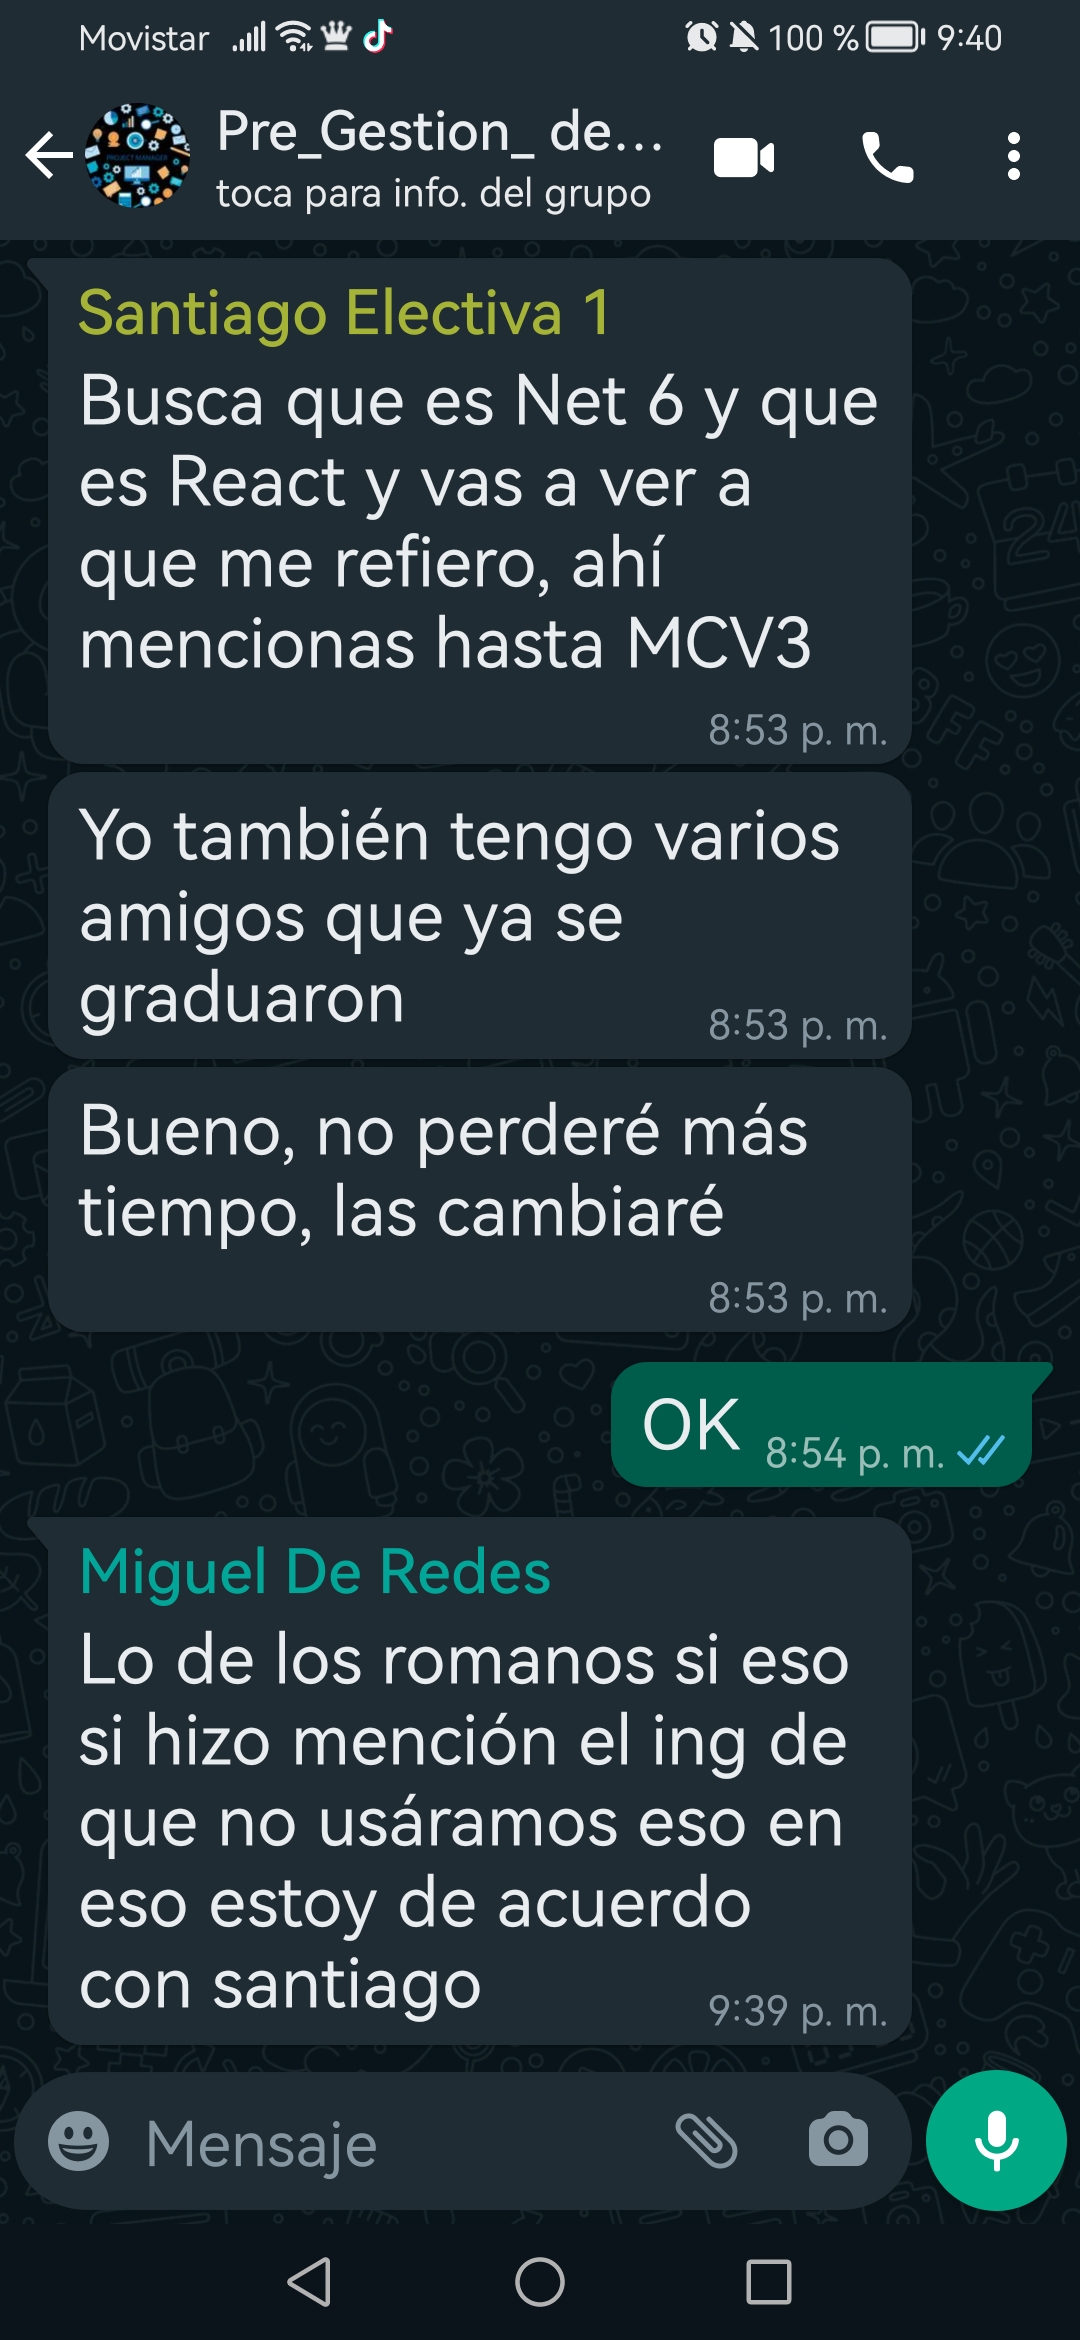 Movistar 100 % 9:40
Pre_Gestion_ de...
toca para info. del grupo
PROJECT MANAGER
Santiago Electiva 1
Busca que es Net 6 y que
es React y vas a ver a
que me refiero, ahí
mencionas hasta MCV3
8:53 p. m.
Yo también tengo varios
amigos que ya se
graduaron
8:53 p. m.
Bueno, no perderé más
tiempo, las cambiaré
8:53 p. m.
OK 8:54 p. m.
Miguel De Redes
Lo de los romanos si eso
si hizo mención el ing de
que no usáramos eso en
eso estoy de acuerdo
con santiago
9:39 p. m.
Mensaje